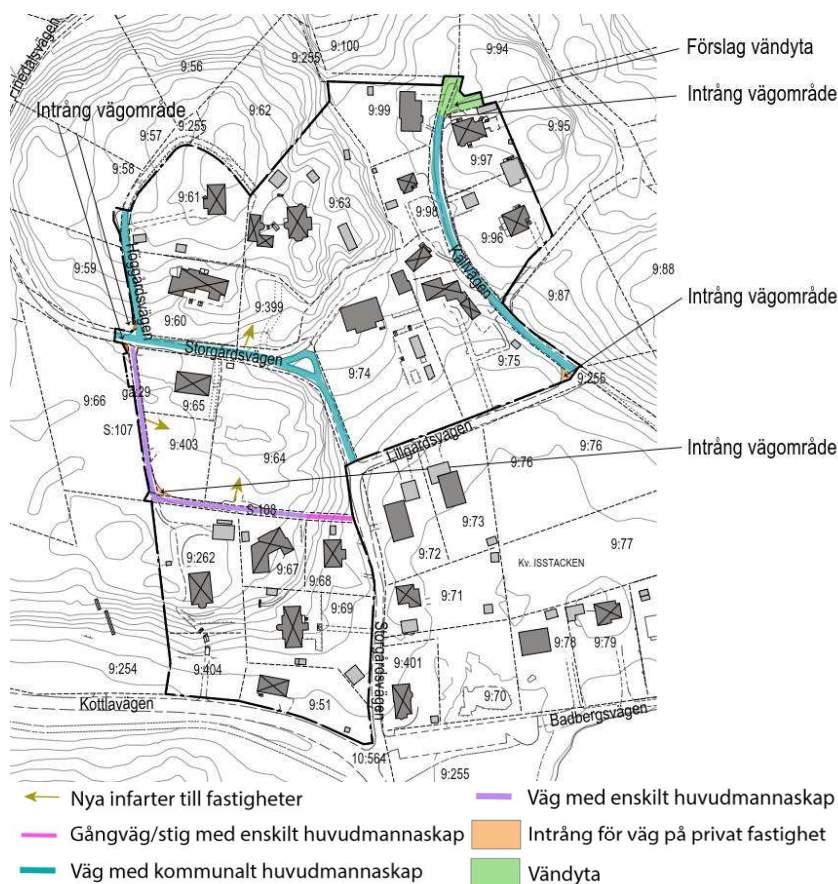 Finedalsvägen
9:56
9:255
9:100
9:94
Förslag vändyta
Intrång vägområde
9:62
9:99
Intrång vägområde
9:57
9:255
9:95
9:58
9:97
9:61
9:63
9:98
9:96
Höggårdsvägen
Källvägen
9:59
9:88
9:87
9:399
9:60
Intrång vägområde
Storgårdsvägen
9:74
9:75
9:256
ga:29
9:66
9:65
S:107
9:403
9:64
Lillgårdsvägen
9:76
9:76
Intrång vägområde
S:108
9:73
9:72
9:77
9:262
9:67
9:68
Kv. ISSTACKEN
9:69
9:71
Storgårdsvägen
9:78
9:79
9:254
9:404
9:401
9:51
9:70
Kottlavägen
Badbergsvägen
10:564
9:255
Nya infarter till fastigheter
Väg med enskilt huvudmannaskap
Gångväg/stig med enskilt huvudmannaskap
Intrång för väg på privat fastighet
Väg med kommunalt huvudmannaskap
Vändyta